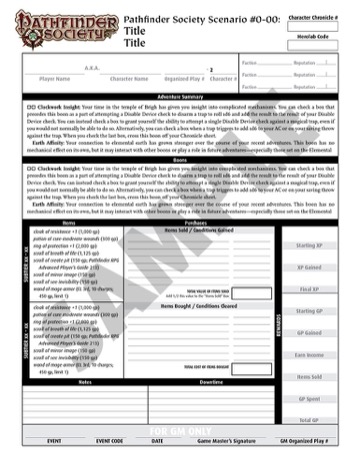 PATHFINDER
SOCIETY
Pathfinder Society Scenario #0-00:
Title
Title
Character Chronicle #
Herolab Code
A.K.A.
- 2
Player Name
Character Name
Organized Play #
Character #
Faction
Reputation
Faction
Reputation
Faction
Reputation
Adventure Summary
Clockwork Insight: Your time in the temple of Brigh has given you insight into complicated mechanisms. You can check a box that
precedes this boon as part of attempting a Disable Device check to disarm a trap to roll and add the result to the result of your Disable
Device check. You can instead check a box to grant yourself the ability to attempt a single Disable Device check against a magical trap, even if
you would not normally be able to do so. Alternatively, you can check a box when a trap triggers to add to your AC or on your saving throw
against the trap. When you check the last box, cross this boon off your Chronicle sheet.
Earth Affinity: Your connection to elemental earth has grown stronger over the course of your recent adventure. This boon has no
mechanical effect on its own, but it may interact with other boons or play a role in future adventures—especially those set on the Elemental
Boons
Clockwork Insight: Your time in the temple of Brigh has given you insight into complicated mechanisms. You can check a box that
precedes this boon as part of attempting a Disable Device check to disarm a trap to roll and add the result to the result of your Disable
Device check. You can instead check a box to grant yourself the ability to attempt a single Disable Device check against a magical trap, even if
you would not normally be able to do so. Alternatively, you can check a box when a trap triggers to add to your AC or on your saving throw
against the trap. When you check the last box, cross this boon off your Chronicle sheet.
Earth Affinity: Your connection to elemental earth has grown stronger over the course of your recent adventure. This boon has no
mechanical effect on its own, but it may interact with other boons or play a role in future adventures—especially those set on the Elemental
SAMPLE
Items
SUBTIER XX - XX
cloak of resistance +1 (1,000 gp)
potion of cure moderate wounds (300 gp)
ring of protection +1 (2,000 gp)
scroll of breath of life (1,125 gp)
scroll of create pit (150 gp; Pathfinder RPG
Advanced Player's Guide 213)
scroll of mirror image (150 gp)
scroll of see invisibility (150 gp)
wand of mage armor (CL 3rd, 10 charges;
450 gp, limit 1)
SUBTIER XX - XX
cloak of resistance +1 (1,000 gp)
potion of cure moderate wounds (300 gp)
ring of protection +1 (2,000 gp)
scroll of breath of life (1,125 gp)
scroll of create pit (150 gp; Pathfinder RPG
Advanced Player's Guide 213)
scroll of mirror image (150 gp)
scroll of see invisibility (150 gp)
wand of mage armor (CL 3rd, 10 charges;
450 gp, limit 1)
Purchases
Items Sold / Conditions Gained
TOTAL VALUE OF ITEMS SOLD
Add 1/2 this value to the "Items Sold" Box
Items Bought / Conditions Cleared
TOTAL COST OF ITEMS BOUGHT
REWARDS
Starting XP
XP Gained
Final XP
Starting GP
GP Gained
Earn Income
Items Sold
GP Spent
Total GP
Notes
Downtime
FOR GM ONLY
EVENT
EVENT CODE
DATE
Game Master's Signature
GM Organized Play #